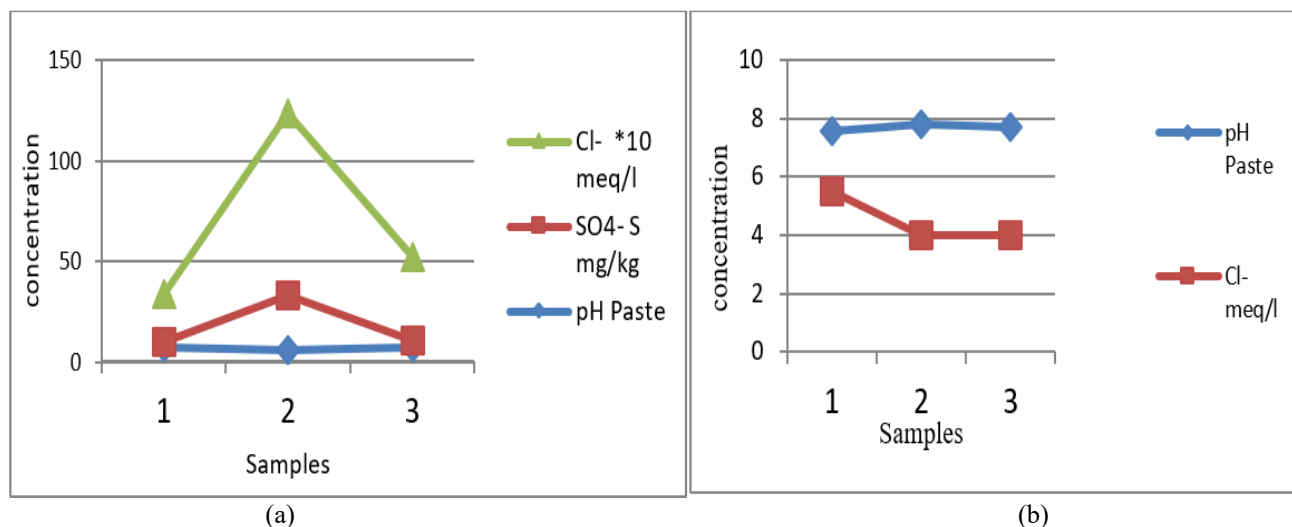 150
100
50
0
concentration
1 2 3
Samples
Cl- *10
meq/l
SO4- S
mg/kg
pH Paste
(a)
10
8
6
4
2
0
concentration
1 2 3
Samples
pH
Paste
Cl-
meq/l
(b)